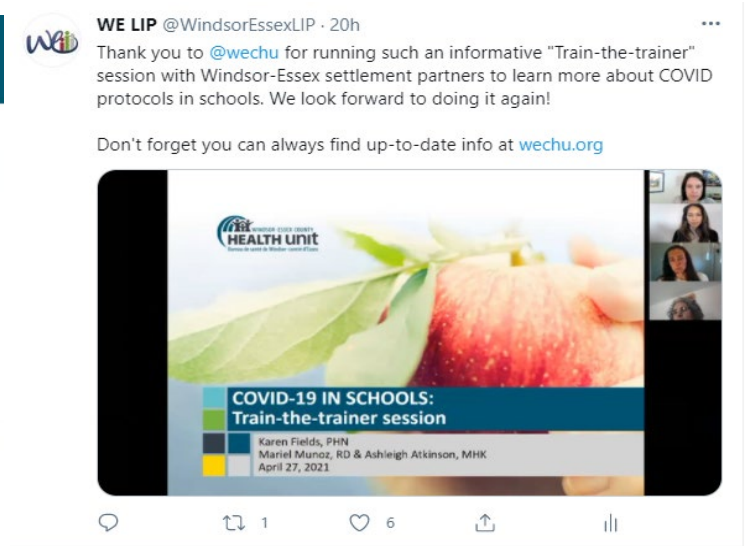 WE LIP @WindsorEssexLIP · 20h
Thank you to @wechu for running such an informative "Train-the-trainer"
session with Windsor-Essex settlement partners to learn more about COVID
protocols in schools. We look forward to doing it again!
Don't forget you can always find up-to-date info at wechu.org
WINDSOR-ESSEX COUNTY
HEALTH unit
COVID-19 IN SCHOOLS:
Train-the-trainer session
Karen Fields, PHN
Mariel Munoz, RD & Ashleigh Atkinson, MHK
April 27, 2021
1
6